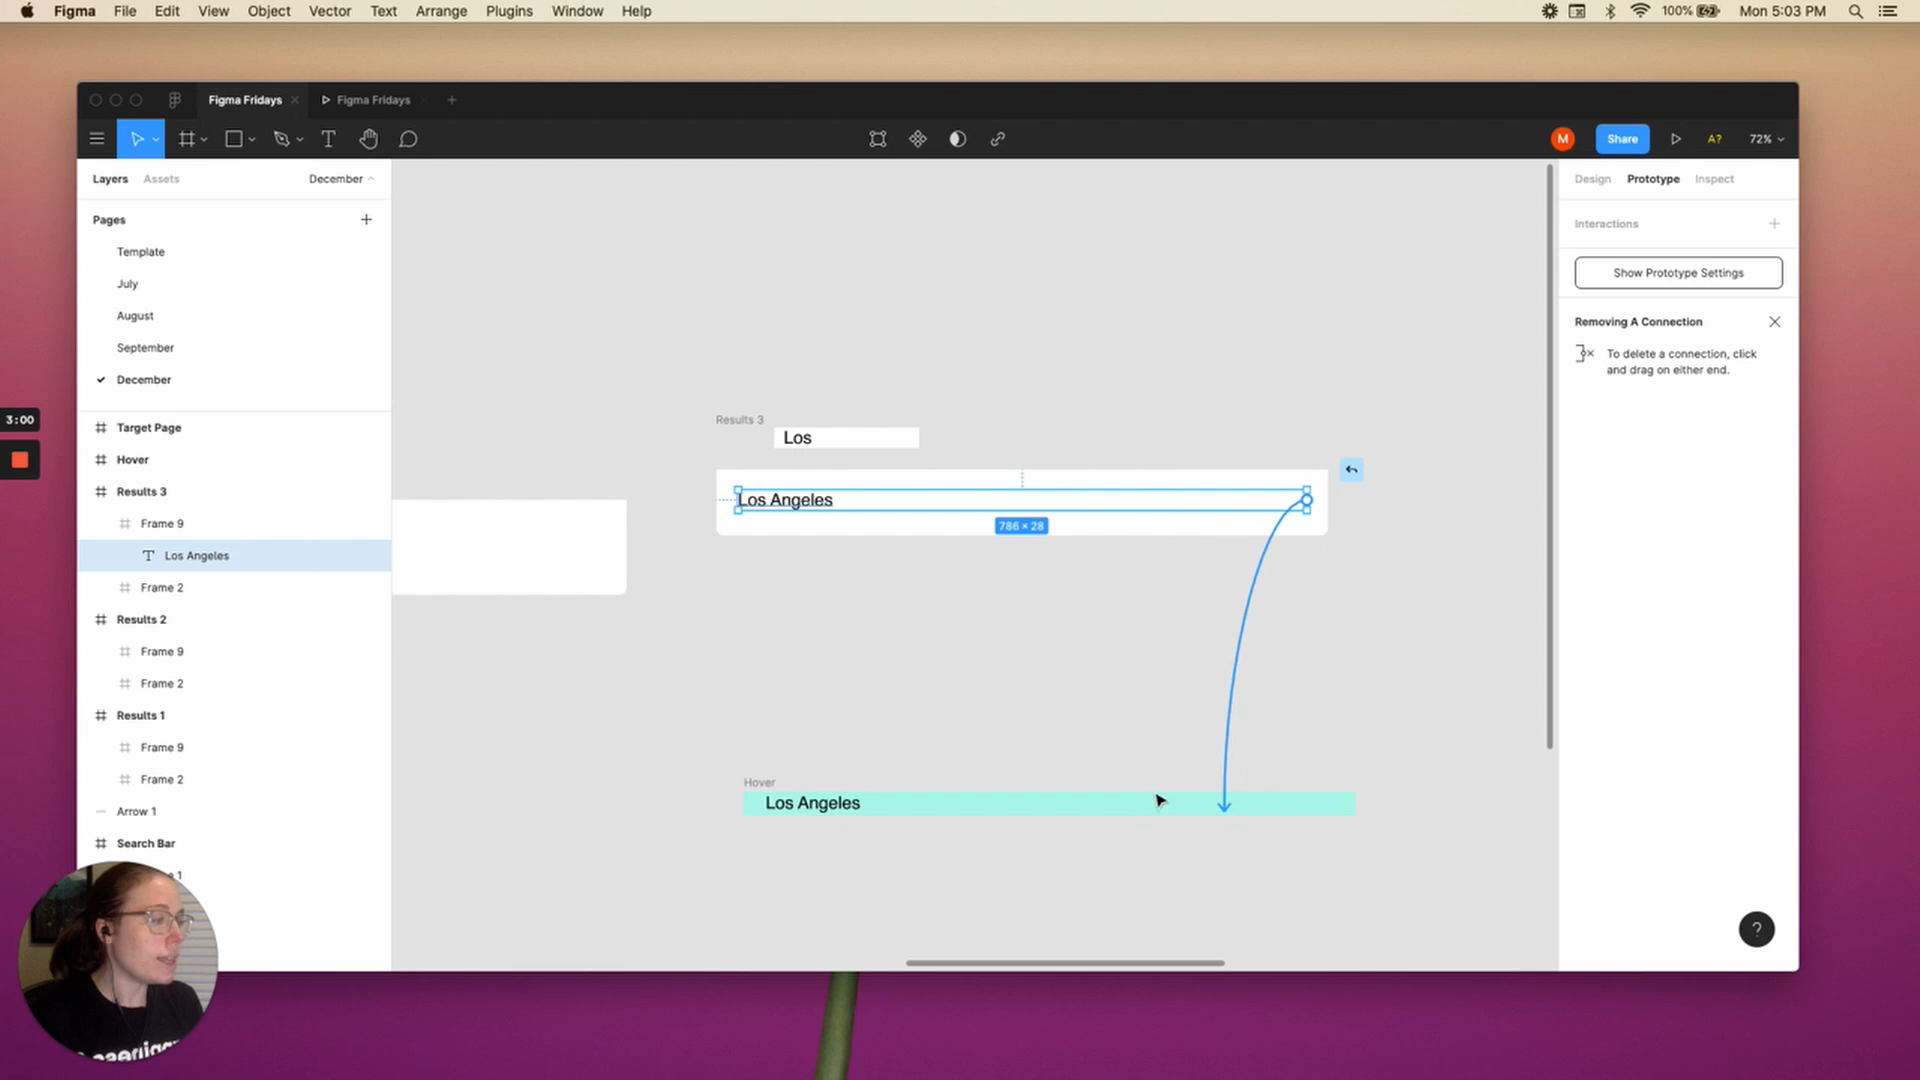 Figma File Edit View Object Vector Text Arrange Plugins Window Help 100% Mon 5:03 PM
Figma Fridays Figma Fridays
M Share A? 72%
Layers Assets December
Pages
Template
July
August
September
December
Target Page
Hover
Results 3
Frame 9
Los Angeles
Frame 2
Results 2
Frame 9
Frame 2
Results 1
Frame 9
Frame 2
Arrow 1
Search Bar
1
3:00
Results 3
Los
Los Angeles
786 × 28
Hover
Los Angeles
Design Prototype Inspect
Interactions
Show Prototype Settings
Removing A Connection
To delete a connection, click
and drag on either end.
?